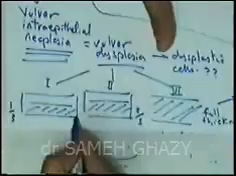 Vulvar
intraepithelial
neoplasia = vulvar dysplasia → dysplastic cells ??
I II III
1/3
full
dr SAMEH GHAZY